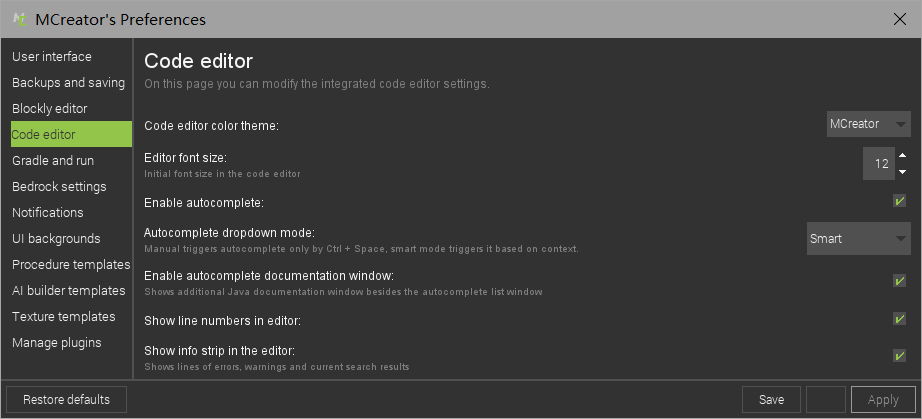 MCreator's Preferences
User interface
Backups and saving
Blockly editor
Code editor
Gradle and run
Bedrock settings
Notifications
UI backgrounds
Procedure templates
AI builder templates
Texture templates
Manage plugins
Code editor
On this page you can modify the integrated code editor settings.
Code editor color theme:
MCreator
Editor font size:
Initial font size in the code editor
12
Enable autocomplete:
Autocomplete dropdown mode:
Manual triggers autocomplete only by Ctrl + Space, smart mode triggers it based on context.
Smart
Enable autocomplete documentation window:
Shows additional Java documentation window besides the autocomplete list window
Show line numbers in editor:
Show info strip in the editor:
Shows lines of errors, warnings and current search results
Restore defaults
Save
Apply